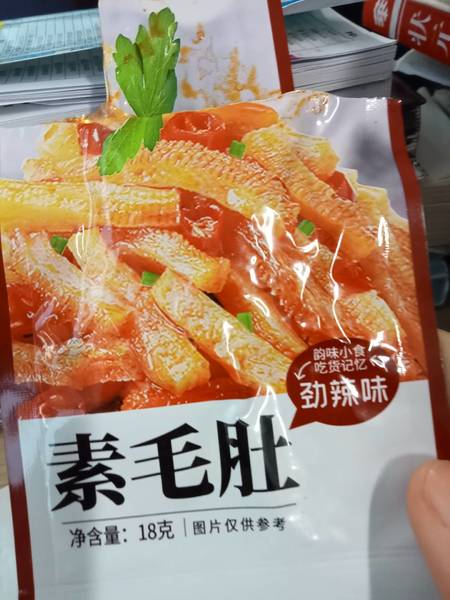 韵味小食
吃货记忆
劲辣味
素毛肚
净含量：18克｜图片仅供参考